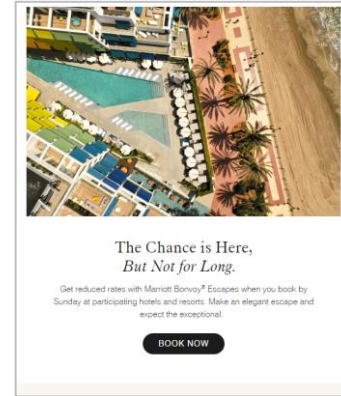 The Chance is Here,
But Not for Long.
Get reduced rates with Marriott Bonvoy® Escapes when you book by
Sunday at participating hotels and resorts. Make an elegant escape and
expect the exceptional.
BOOK NOW